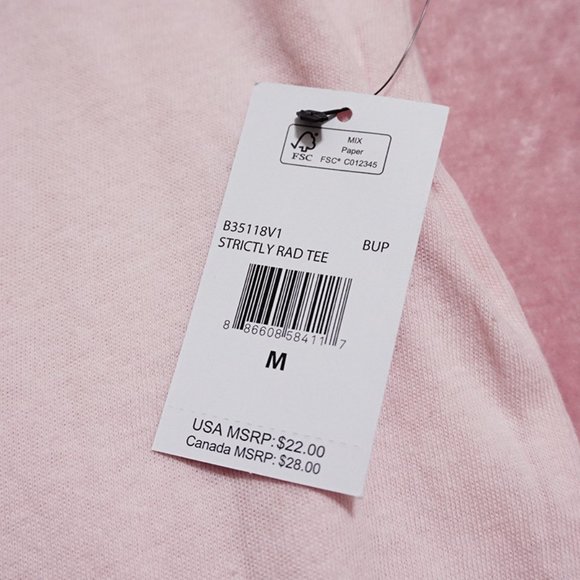 FSC
MIX
Paper
FSC® C012345
B35118V1
STRICTLY RAD TEE
BUP
8 86608 58411 7
M
USA MSRP: $22.00
Canada MSRP: $28.00